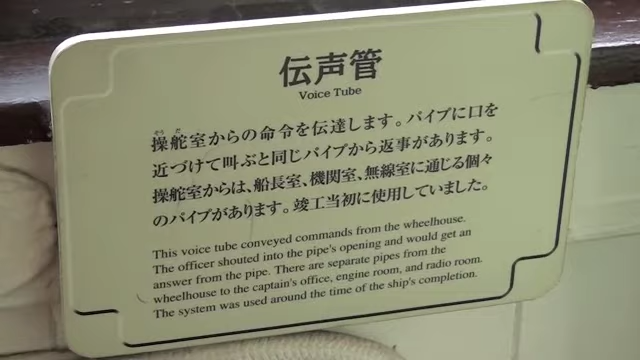 伝声管
Voice Tube
そうだ
操舵室からの命令を伝達します。パイプに口を
近づけて叫ぶと同じパイプから返事があります。
操舵室からは、船長室、機関室、無線室に通じる個々
のパイプがあります。竣工当初に使用していました。
This voice tube conveyed commands from the wheelhouse.
The officer shouted into the pipe's opening and would get an
answer from the pipe. There are separate pipes from the
wheelhouse to the captain's office, engine room, and radio room.
The system was used around the time of the ship's completion.